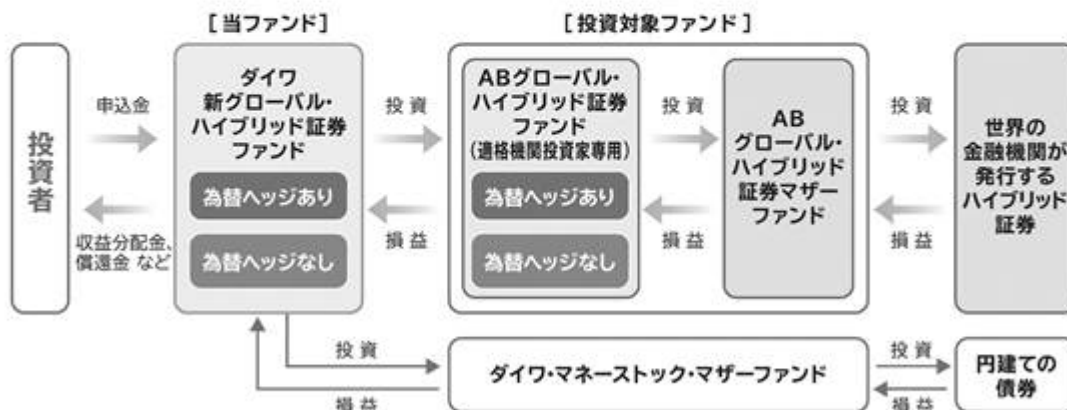 [当ファンド]
[投資対象ファンド]
投資者
申込金
収益分配金、
償還金 など
ダイワ
新グローバル・
ハイブリッド証券
ファンド
為替ヘッジあり
為替ヘッジなし
投資
損益
ABグローバル・
ハイブリッド証券
ファンド
(適格機関投資家専用)
為替ヘッジあり
為替ヘッジなし
投資
損益
AB
グローバル・
ハイブリッド
証券マザー
ファンド
投資
損益
世界の
金融機関が
発行する
ハイブリッド
証券
投資
損益
ダイワ・マネーストック・マザーファンド
投資
損益
円建ての
債券